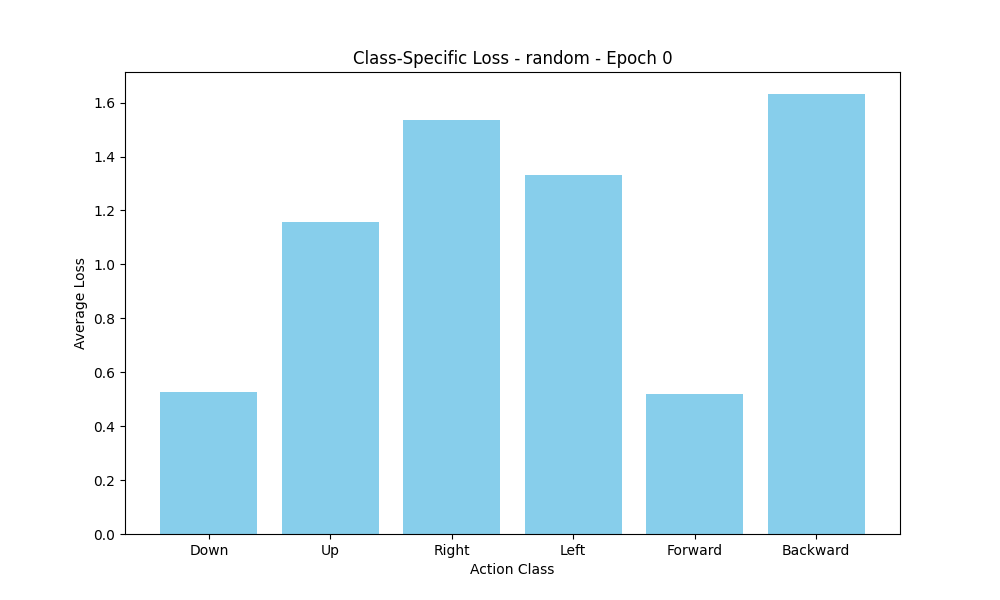 Class-Specific Loss - random - Epoch 0
Average Loss
1.6
1.4
1.2
1.0
0.8
0.6
0.4
0.2
0.0
Down Up Right Left Forward Backward
Action Class